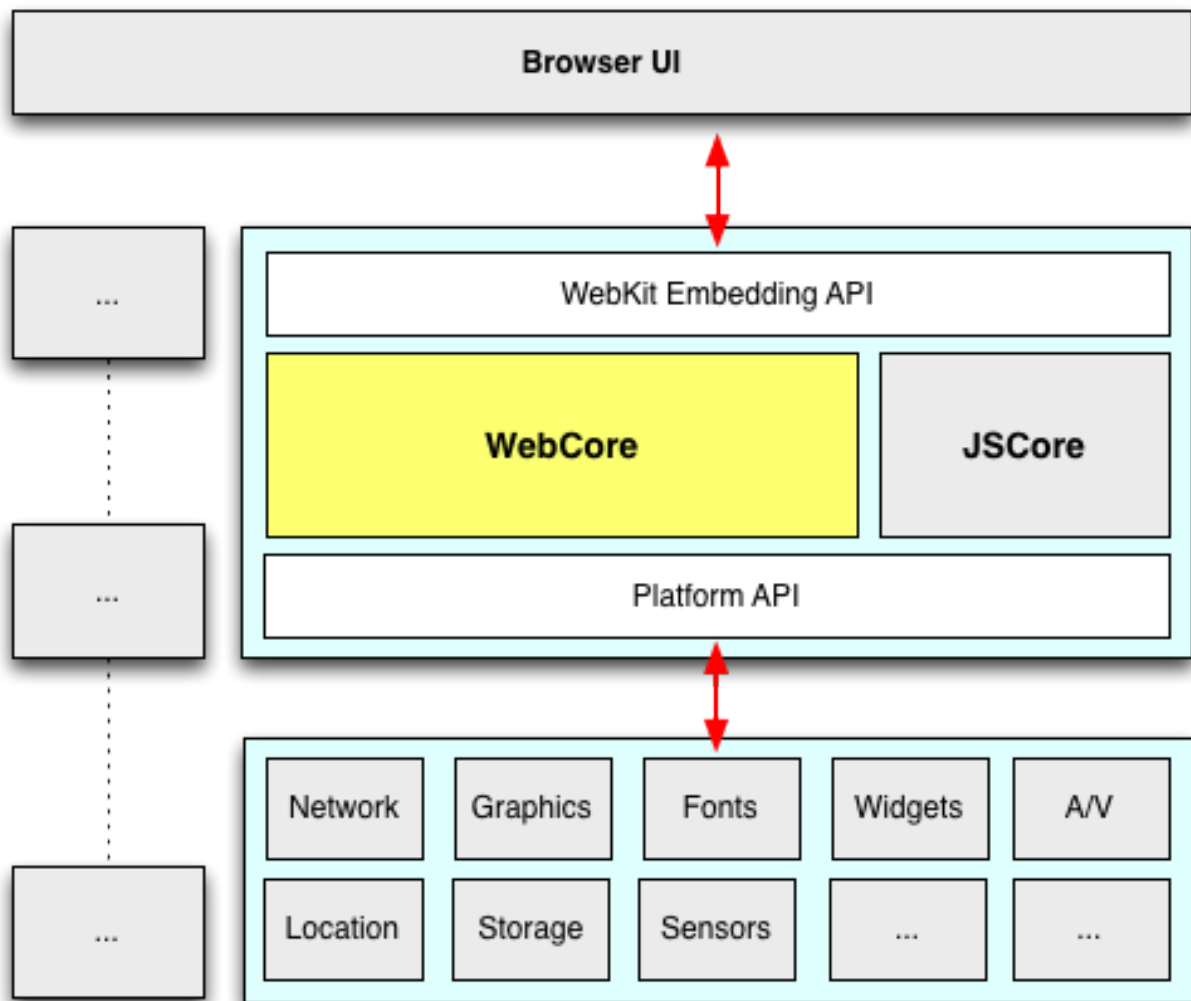 Browser UI
...
WebKit Embedding API
WebCore
JSCore
...
Platform API
Network
Graphics
Fonts
Widgets
A/V
...
Location
Storage
Sensors
...
...